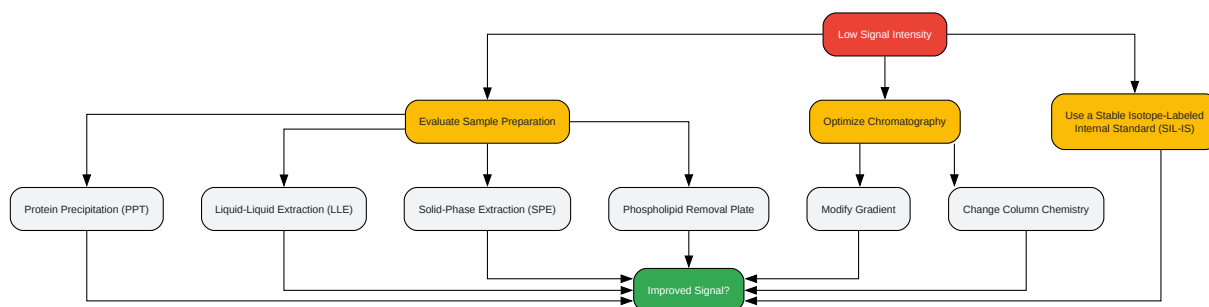 Low Signal Intensity
Evaluate Sample Preparation
Optimize Chromatography
Use a Stable Isotope-Labeled
Internal Standard (SIL-IS)
Protein Precipitation (PPT)
Liquid-Liquid Extraction (LLE)
Solid-Phase Extraction (SPE)
Phospholipid Removal Plate
Modify Gradient
Change Column Chemistry
Improved Signal?